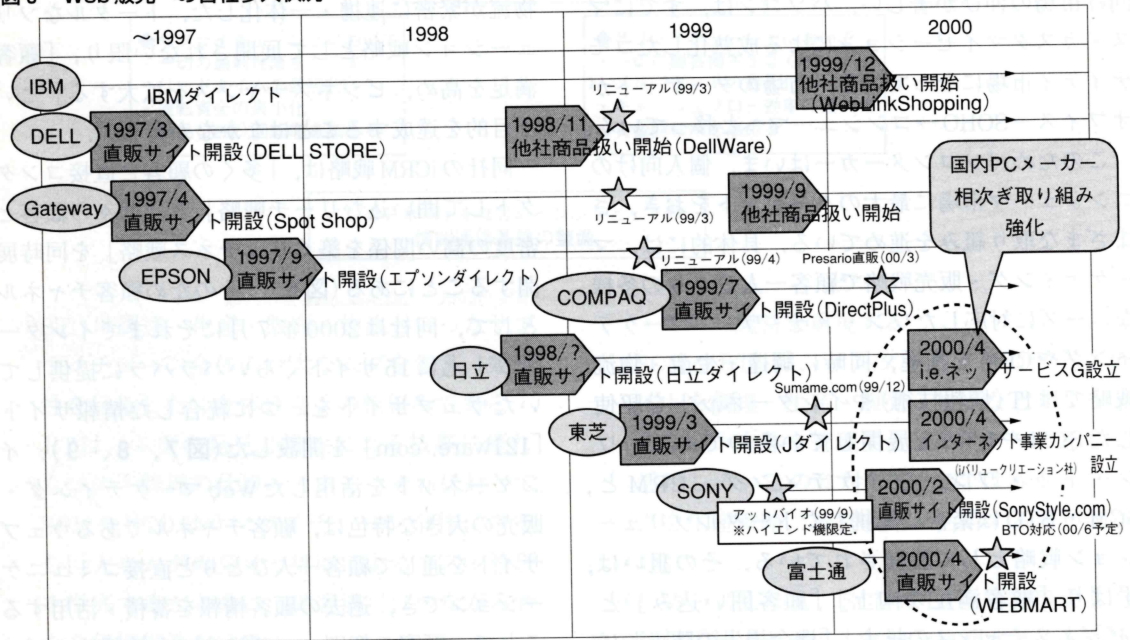 ～1997
1998
1999
2000
IBM
IBMダイレクト
リニューアル(99/3)
1999/12
他社商品扱い開始
(WebLinkShopping)
DELL
1997/3
直販サイト開設(DELL STORE)
1998/11
他社商品扱い開始(DellWare)
国内PCメーカー
相次ぎ取り組み
強化
Gateway
1997/4
直販サイト開設(Spot Shop)
リニューアル(99/3)
1999/9
他社商品扱い開始
EPSON
1997/9
直販サイト開設(エプソンダイレクト)
リニューアル(99/4)
Presario直販(00/3)
COMPAQ
1999/7
直販サイト開設(DirectPlus)
日立
1998/?
直販サイト開設(日立ダイレクト)
2000/4
i.e.ネットサービスG設立
Sumame.com(99/12)
東芝
1999/3
直販サイト開設(Jダイレクト)
2000/4
インターネット事業カンパニー
(iバリュークリエーション社)
設立
SONY
アットバイオ(99/9)
※ハイエンド機限定.
2000/2
直販サイト開設(SonyStyle.com)
BTO対応(00/6予定)
富士通
2000/4
直販サイト開設
(WEBMART)